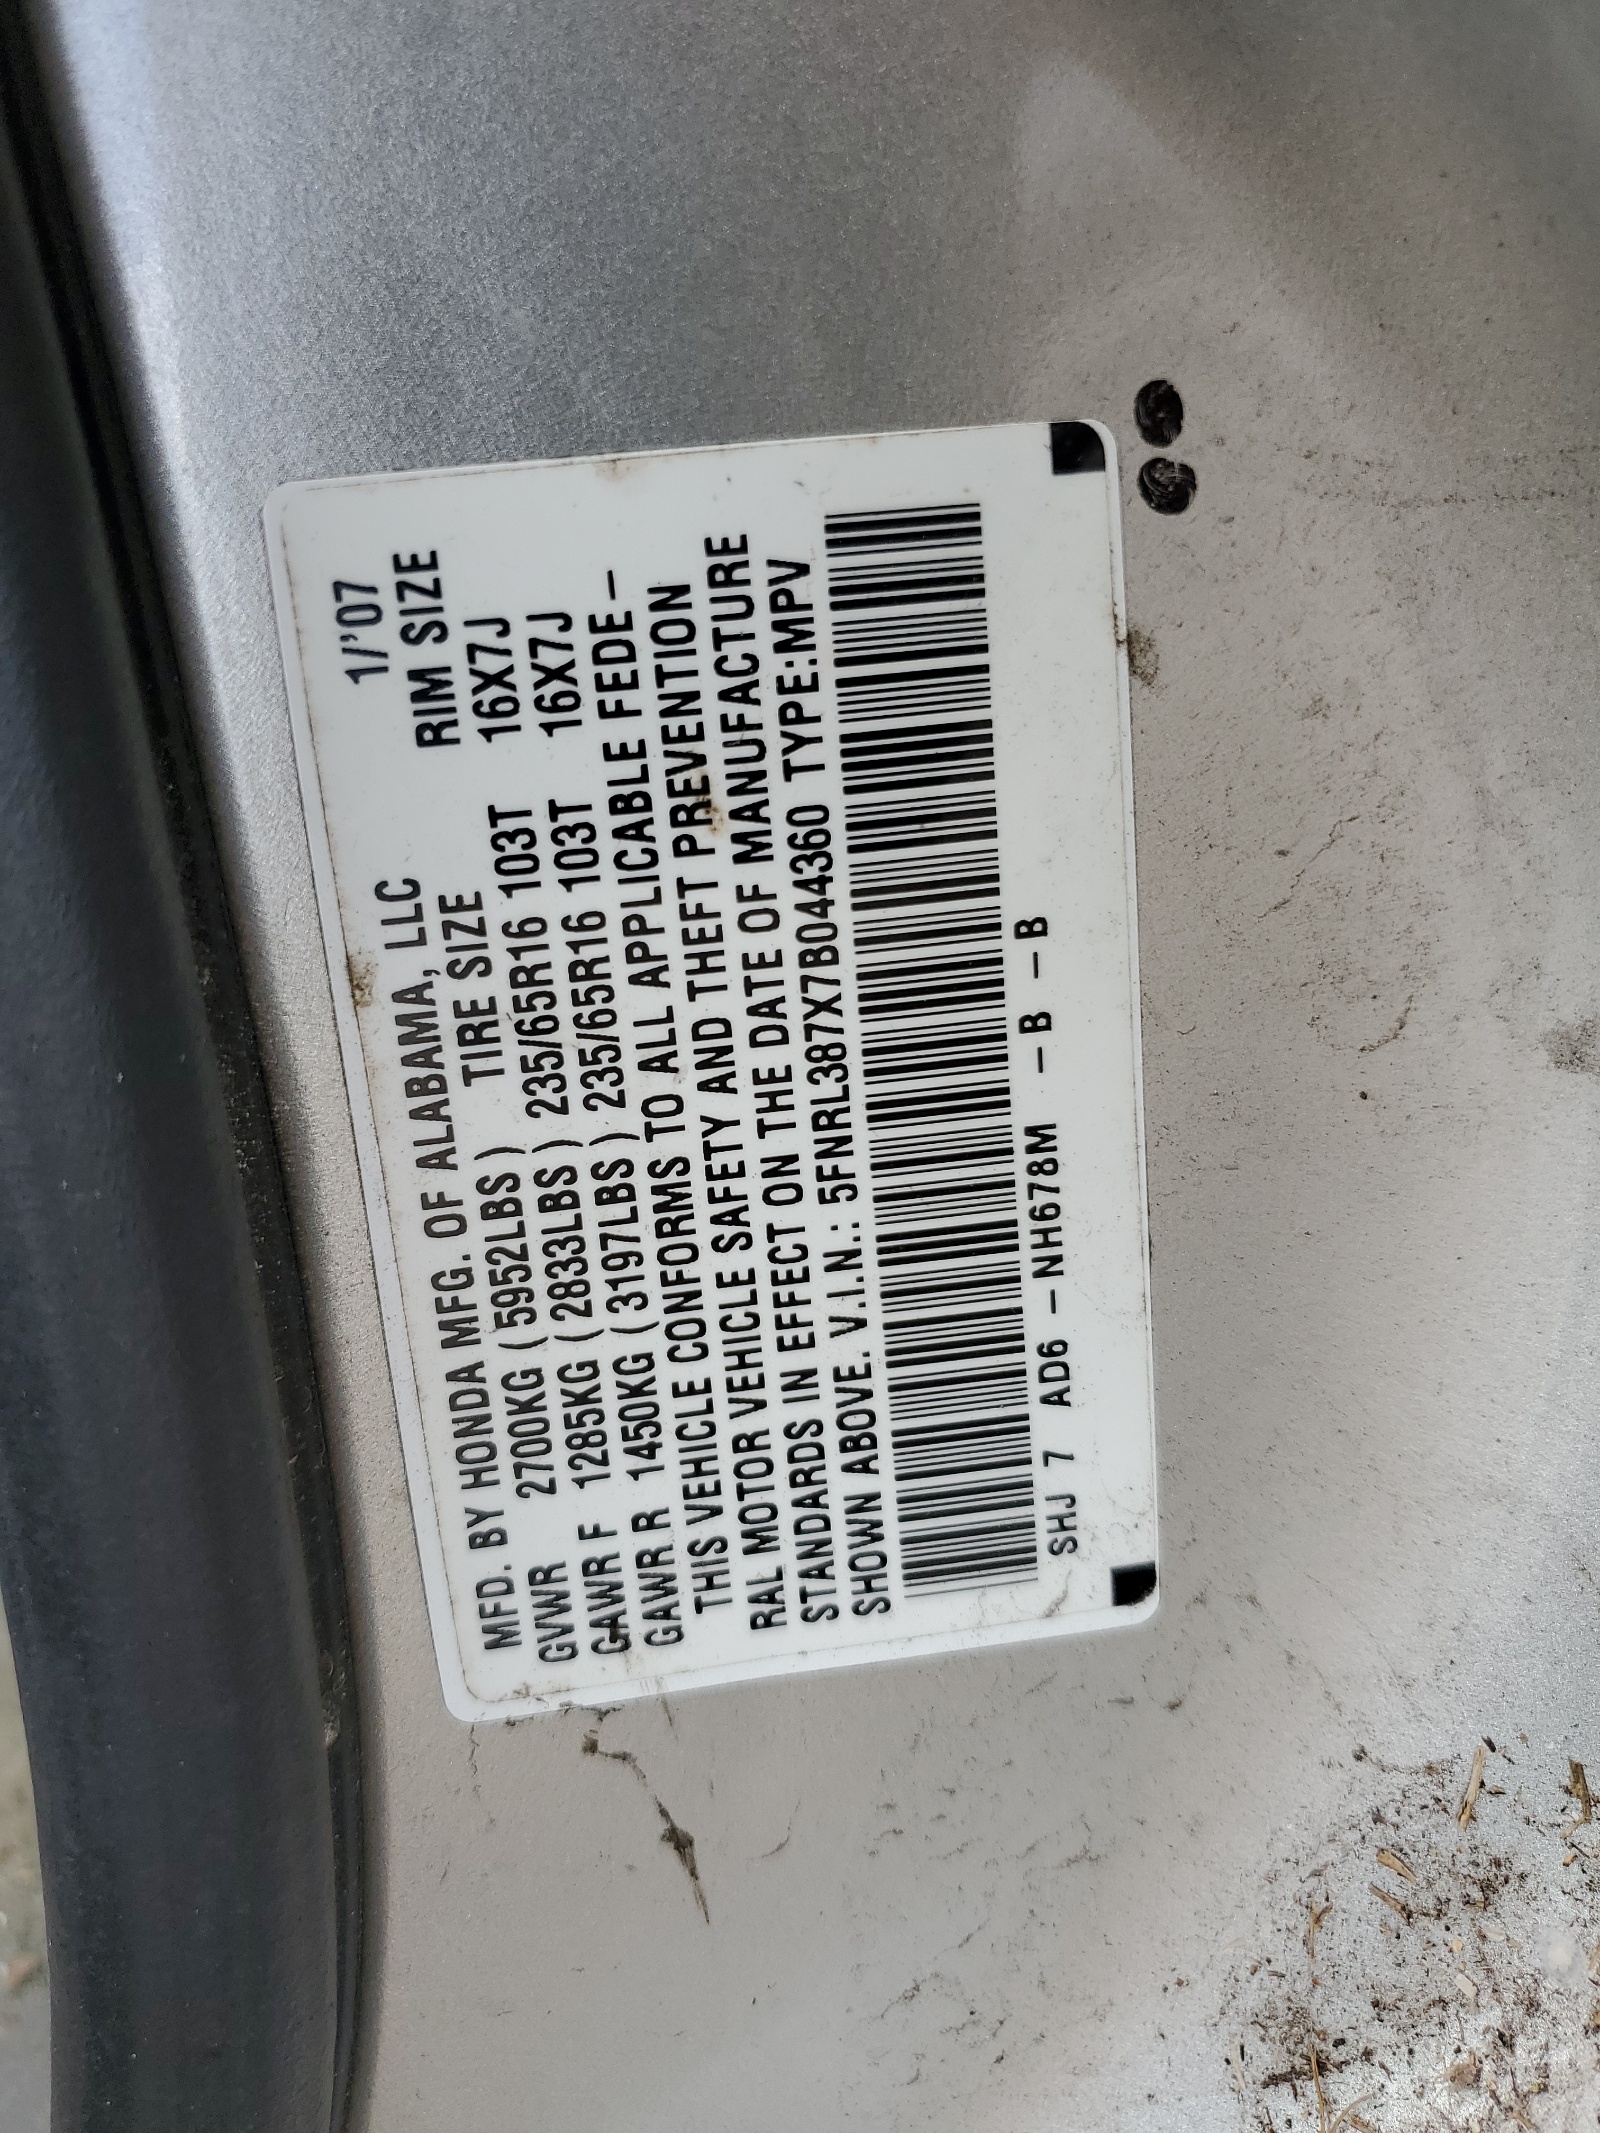 MFD. BY HONDA MFG. OF ALABAMA, LLC 1/'07
TIRE SIZE RIM SIZE
GVWR 2700KG (5952LBS)
GAWR F 1285KG (2833LBS) 235/65R16 103T 16X7J
GAWR R 1450KG (3197LBS) 235/65R16 103T 16X7J
THIS VEHICLE CONFORMS TO ALL APPLICABLE FEDE-
RAL MOTOR VEHICLE SAFETY AND THEFT PREVENTION
STANDARDS IN EFFECT ON THE DATE OF MANUFACTURE
SHOWN ABOVE. V.I.N.: 5FNRL387X7B044360 TYPE:MPV
SHJ 7 AD6 -NH678M -B -B